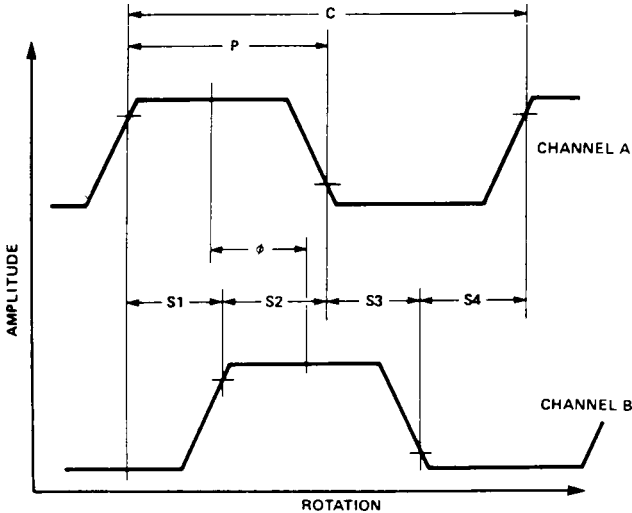 C
P
CHANNEL A
ϕ
S1 S2 S3 S4
AMPLITUDE
CHANNEL B
ROTATION